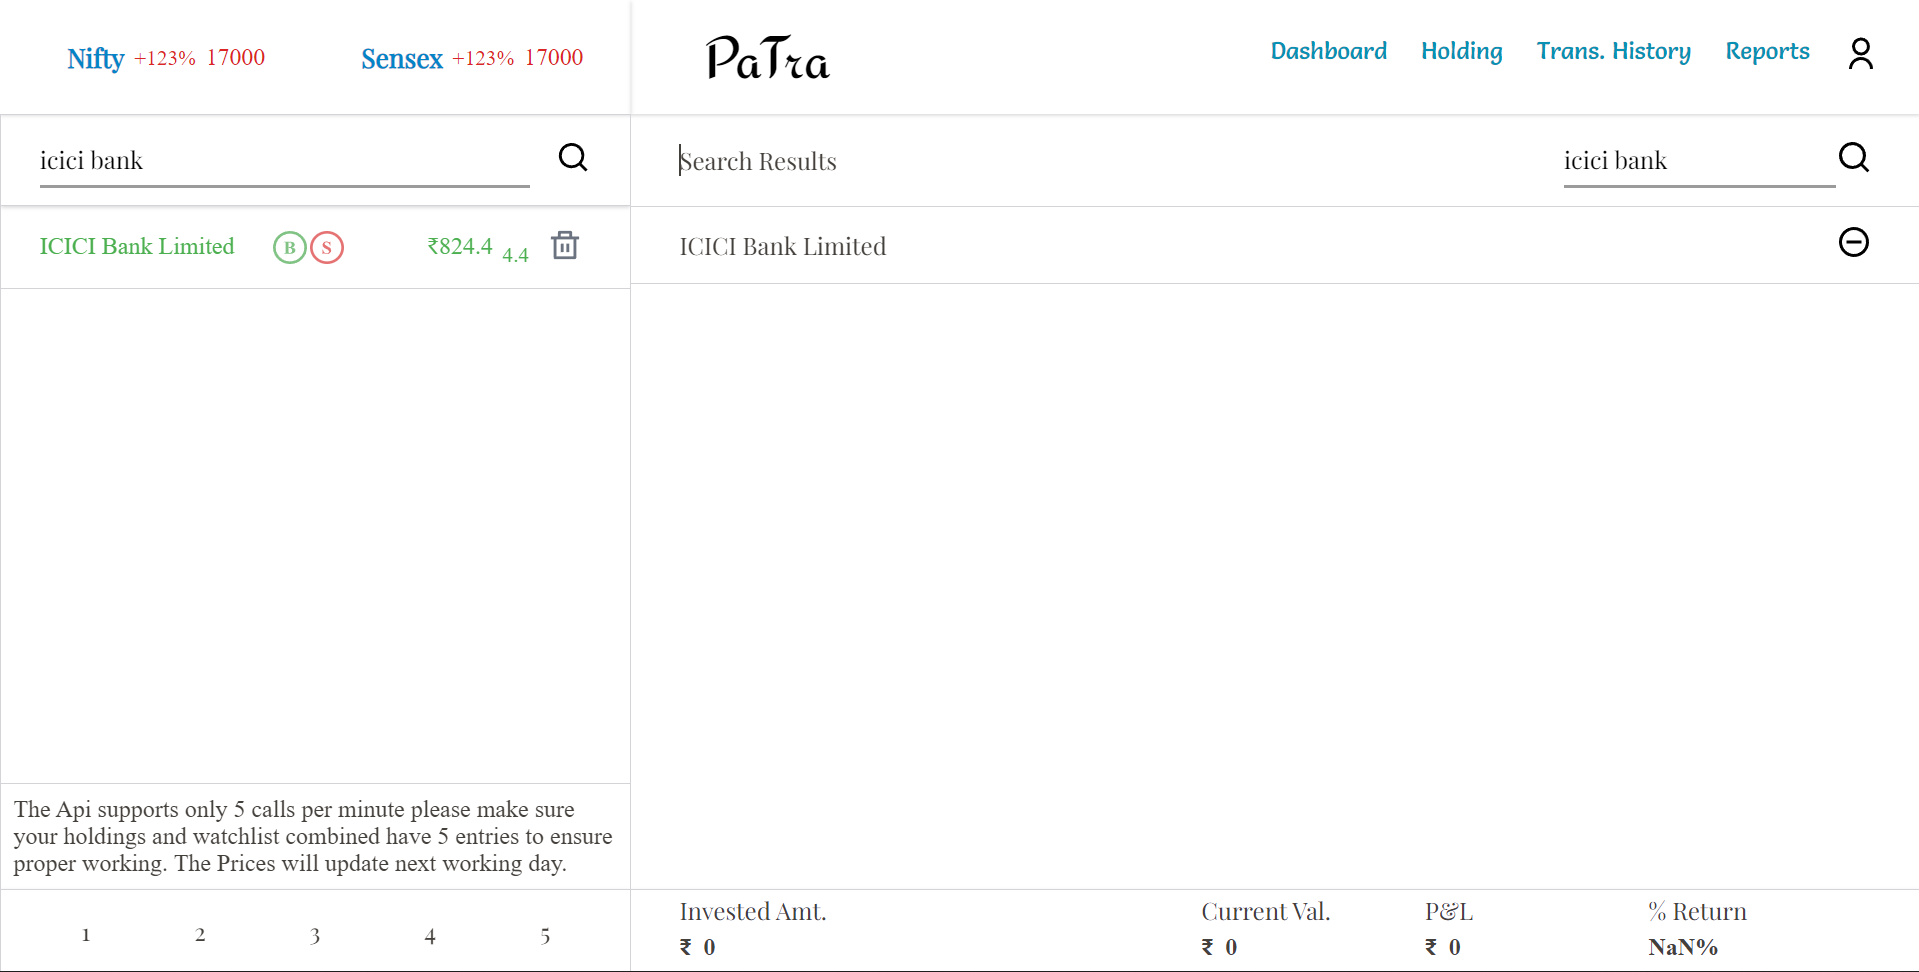 Nifty +123% 17000 Sensex +123% 17000
PaTra
Dashboard Holding Trans. History Reports
icici bank
ICICI Bank Limited B S ₹824.4 4.4
The Api supports only 5 calls per minute please make sure
your holdings and watchlist combined have 5 entries to ensure
proper working. The Prices will update next working day.
1 2 3 4 5
Search Results icici bank
ICICI Bank Limited
Invested Amt. Current Val. P&L % Return
₹ 0 ₹ 0 ₹ 0 NaN%